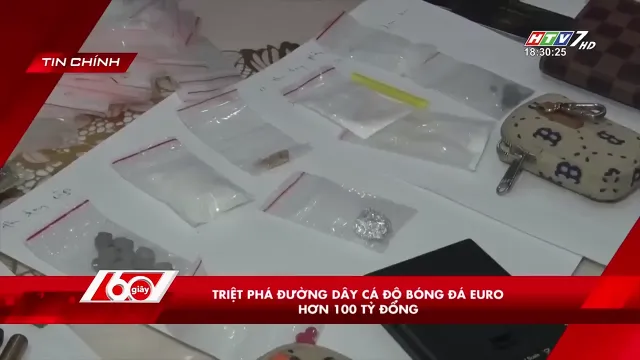 TIN CHÍNH
HTV7 HD
18:30:25
60 giây
TRIỆT PHÁ ĐƯỜNG DÂY CÁ ĐỘ BÓNG ĐÁ EURO
HƠN 100 TỶ ĐỒNG